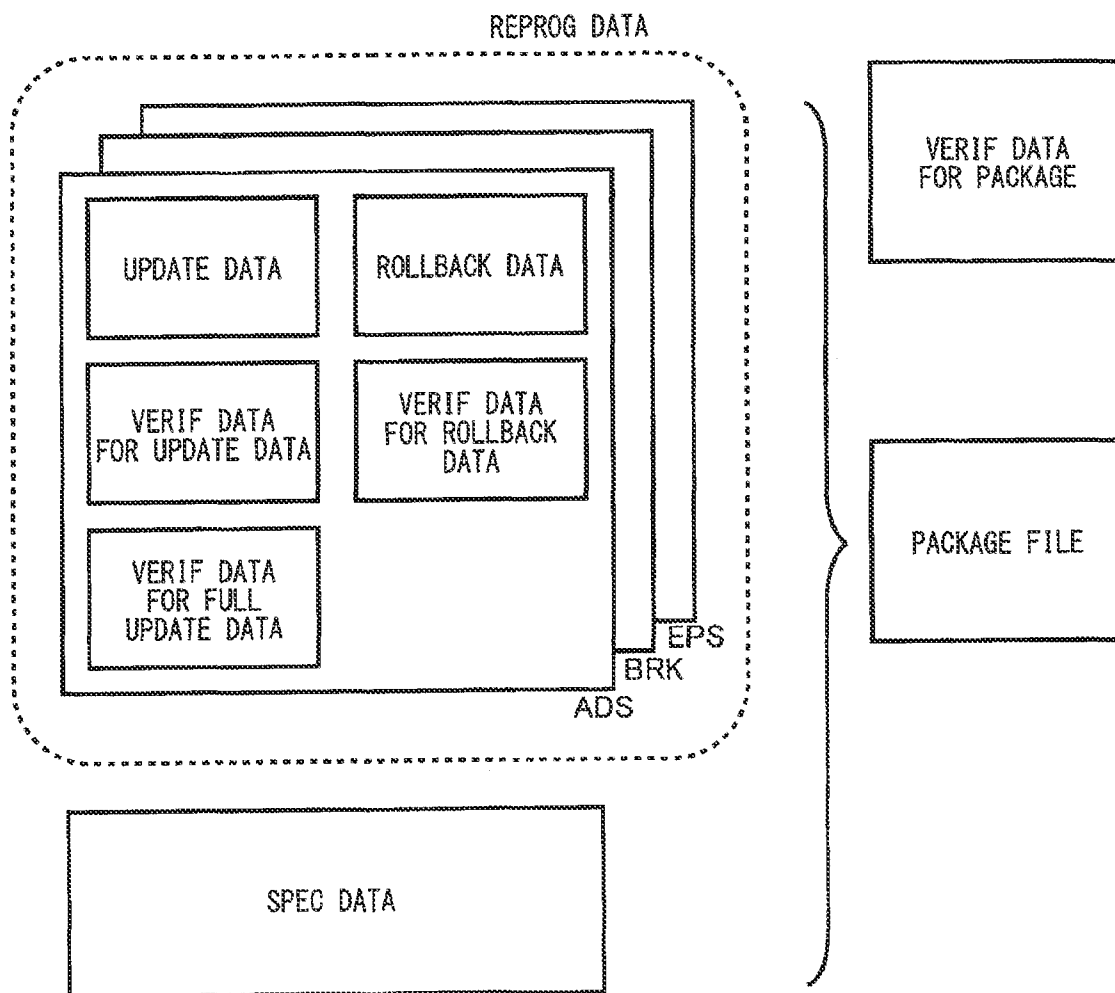 REPROG DATA
UPDATE DATA
ROLLBACK DATA
VERIF DATA
FOR UPDATE DATA
VERIF DATA
FOR ROLLBACK
DATA
VERIF DATA
FOR FULL
UPDATE DATA
EPS
BRK
ADS
SPEC DATA
VERIF DATA
FOR PACKAGE
PACKAGE FILE